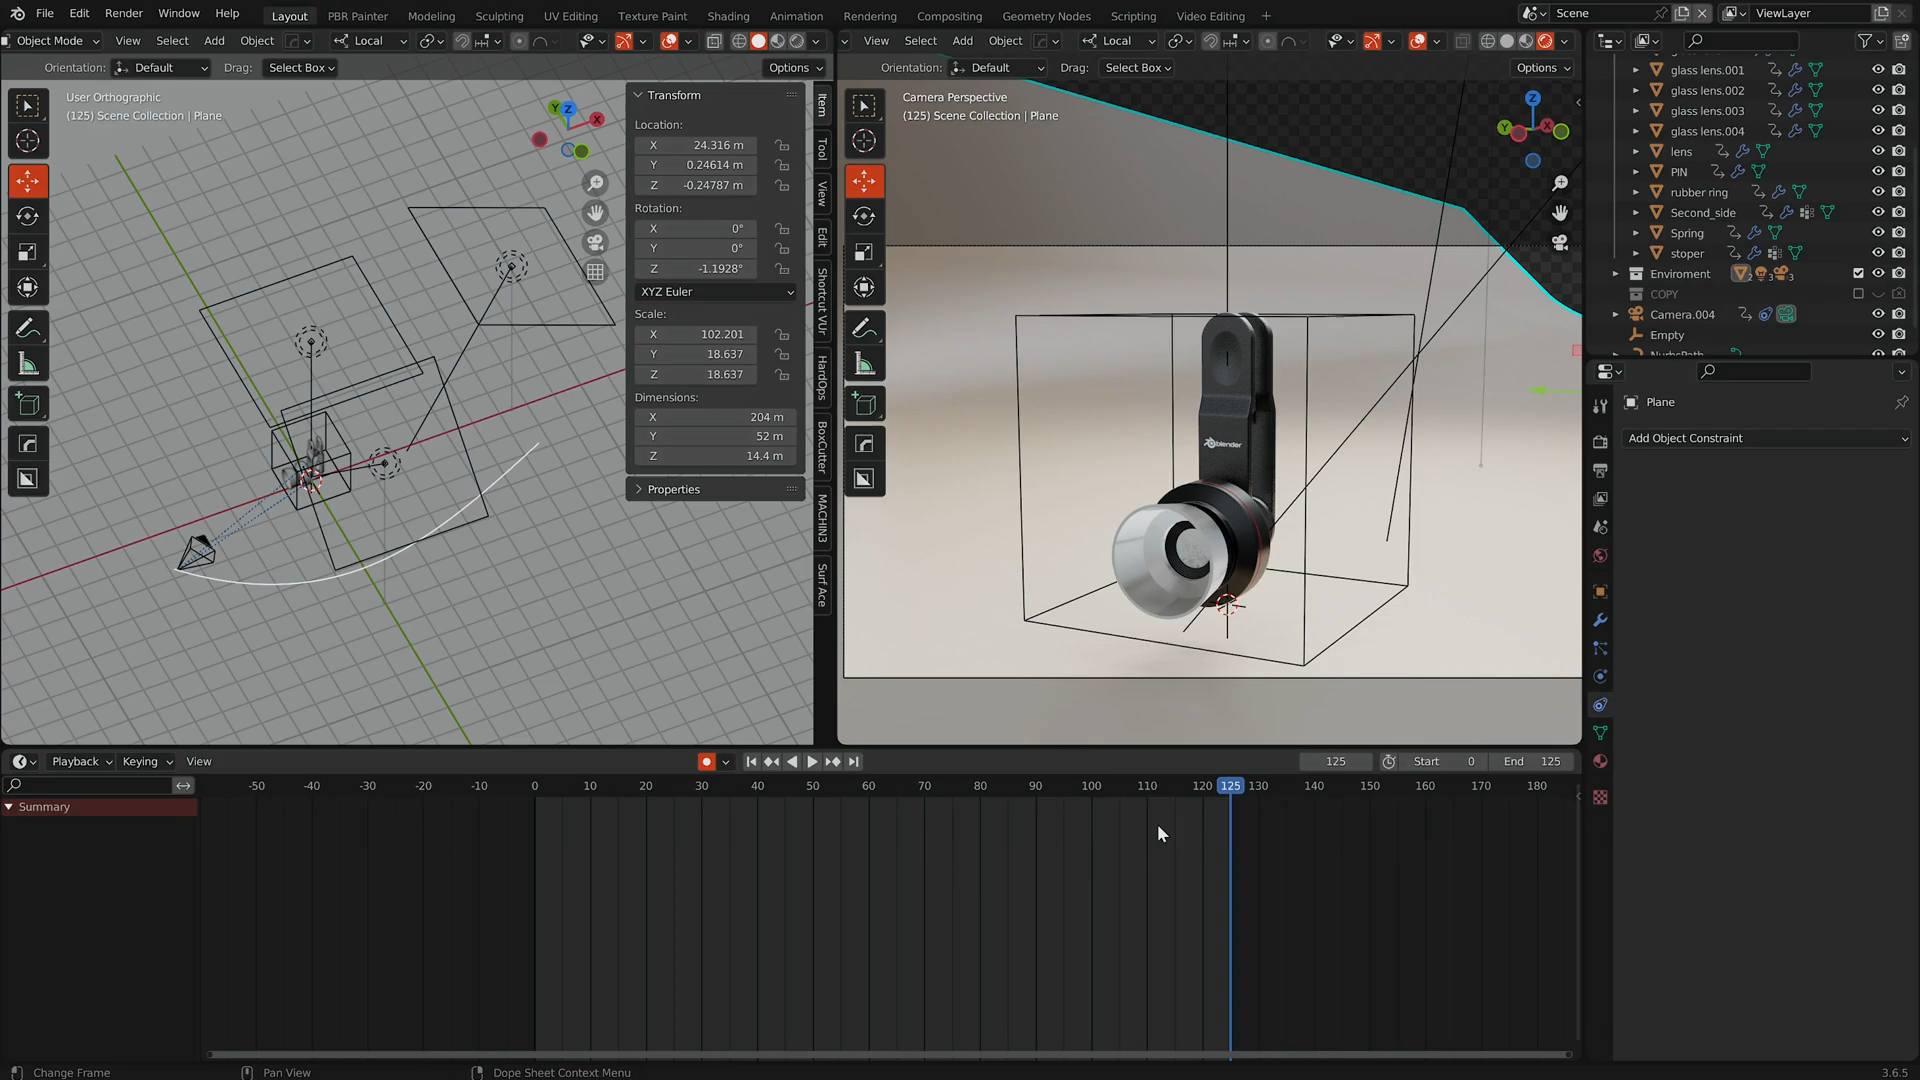 File Edit Render Window Help Layout PBR Painter Modeling Sculpting UV Editing Texture Paint Shading Animation Rendering Compositing Geometry Nodes Scripting Video Editing + Scene ViewLayer
Object Mode View Select Add Object Local View Select Add Object Local
Orientation: Default Drag: Select Box Options Orientation: Default Drag: Select Box Options
User Orthographic
(125) Scene Collection | Plane
Transform
Location:
X 24.316 m
Y 0.24614 m
Z -0.24787 m
Rotation:
X 0°
Y 0°
Z -1.1928°
XYZ Euler
Scale:
X 102.201
Y 18.637
Z 18.637
Dimensions:
X 204 m
Y 52 m
Z 14.4 m
Properties
Item
Tool
View
Edit
Shortcut VUr
HardOps
BoxCutter
MACHIN3
Surf Ace
X
Y
Z
Camera Perspective
(125) Scene Collection | Plane
Z
Y
X
blender
glass lens.001
glass lens.002
glass lens.003
glass lens.004
lens
PIN
rubber ring
Second_side
Spring
stoper
Enviroment 2 3 3
COPY
Camera.004
Empty
NurbsPath
Plane
Add Object Constraint
Playback Keying View 125 Start 0 End 125
-50 -40 -30 -20 -10 0 10 20 30 40 50 60 70 80 90 100 110 120 125 130 140 150 160 170 180
Summary
Change Frame Pan View Dope Sheet Context Menu 3.6.5